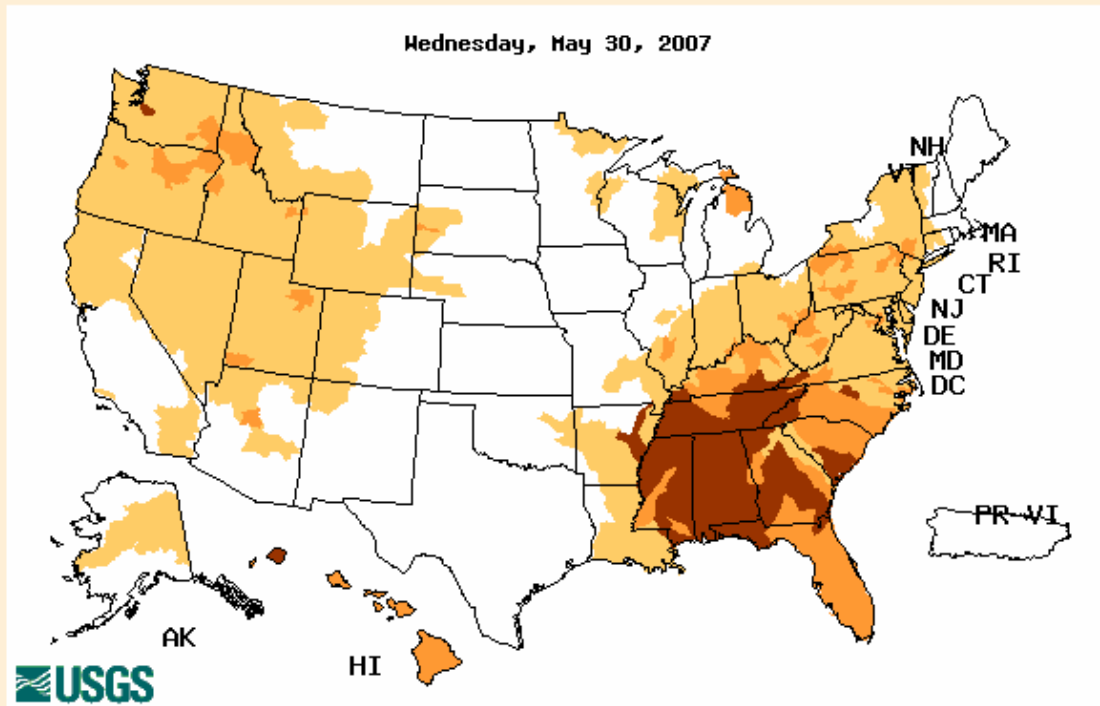 Wednesday, May 30, 2007
NH
VT
MA
RI
CT
NJ
DE
MD
DC
PR VI
AK
HI
USGS